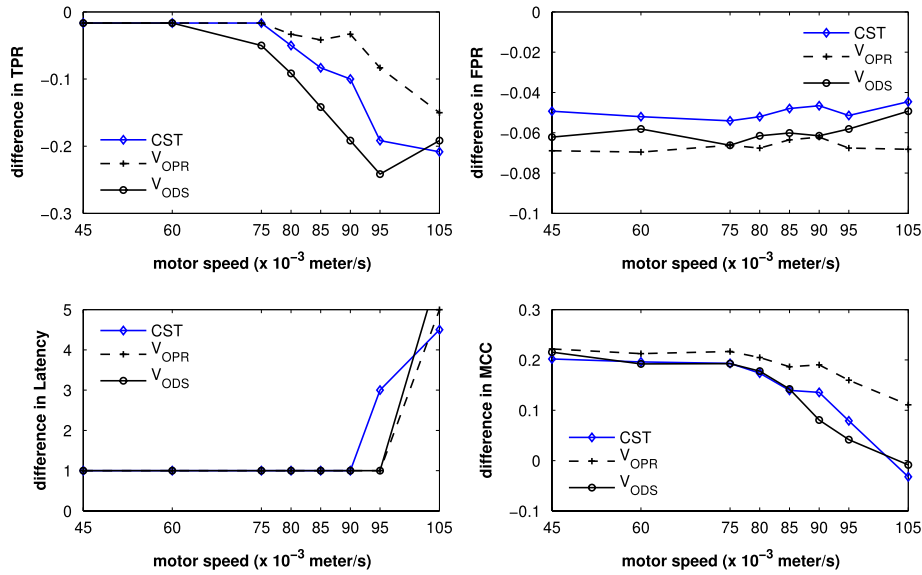 0
−0.1
−0.2
−0.3
difference in TPR
CST
V_OPR
V_ODS
45 60 75 80 85 90 95 105
motor speed (x 10^−3 meter/s)
0
−0.02
−0.04
−0.06
−0.08
−0.1
difference in FPR
CST
V_OPR
V_ODS
45 60 75 80 85 90 95 105
motor speed (x 10^−3 meter/s)
5
4
3
2
1
0
difference in Latency
CST
V_OPR
V_ODS
45 60 75 80 85 90 95 105
motor speed (x 10^−3 meter/s)
0.3
0.2
0.1
0
−0.1
difference in MCC
CST
V_OPR
V_ODS
45 60 75 80 85 90 95 105
motor speed (x 10^−3 meter/s)